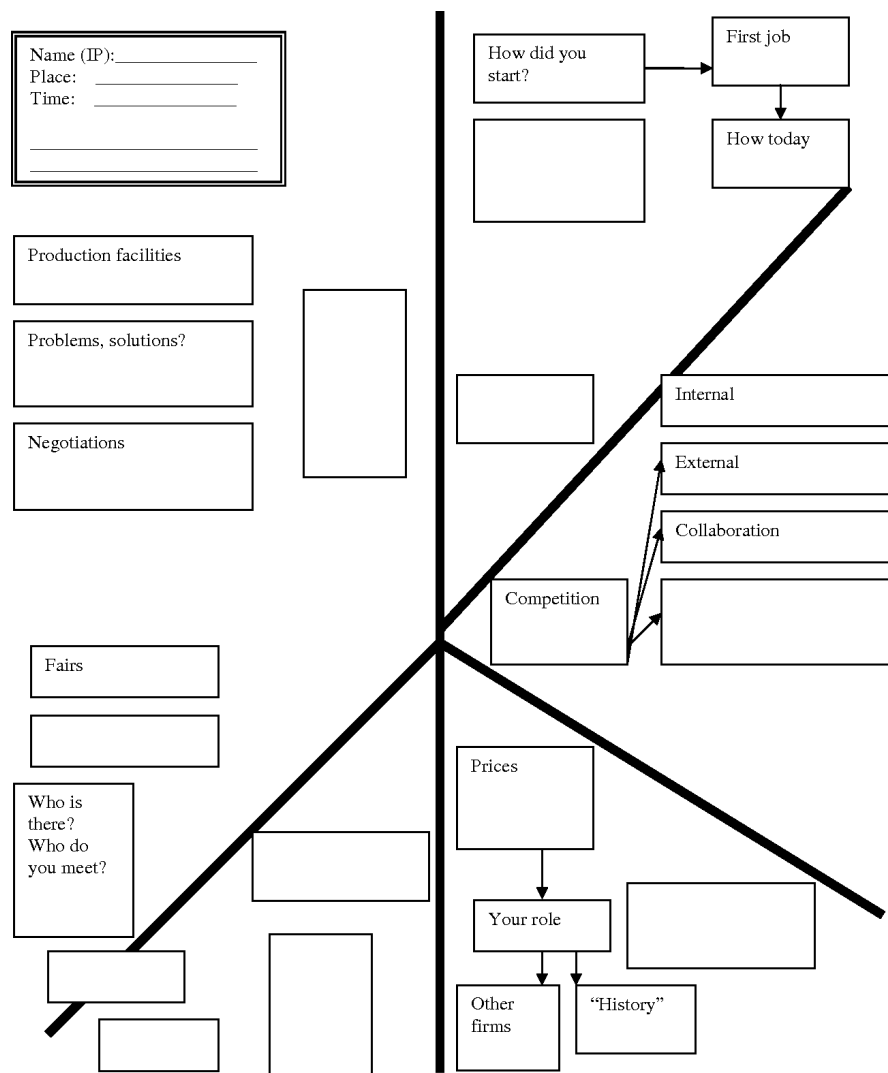 Name (IP):
Place:
Time:
How did you
start?
First job
How today
Production facilities
Problems, solutions?
Negotiations
Internal
External
Collaboration
Competition
Fairs
Who is
there?
Who do
you meet?
Prices
Your role
Other
firms
“History”